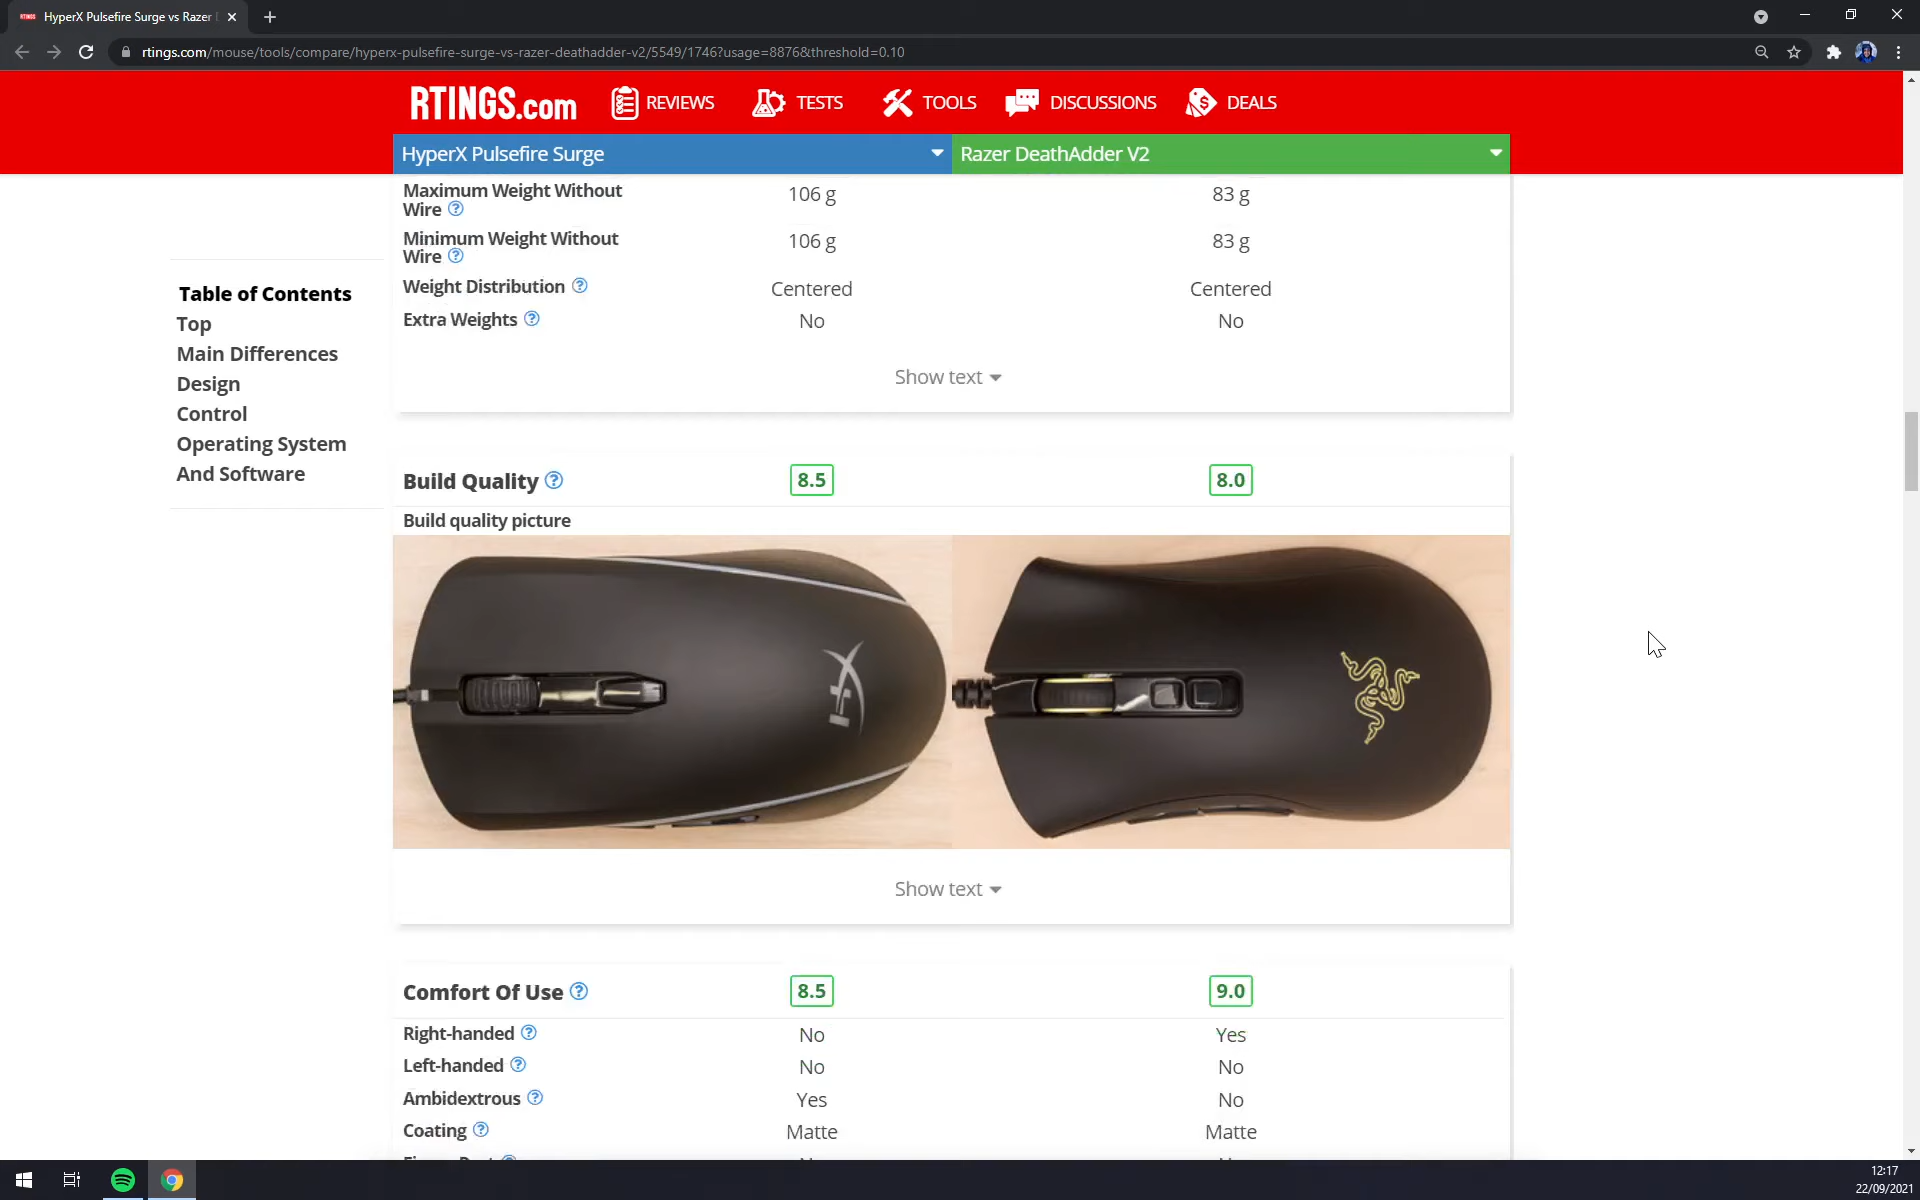 HyperX Pulsefire Surge vs Razer
rtings.com/mouse/tools/compare/hyperx-pulsefire-surge-vs-razer-deathadder-v2/5549/1746?usage=8876&threshold=0.10
RTINGS.com REVIEWS TESTS TOOLS DISCUSSIONS DEALS
HyperX Pulsefire Surge Razer DeathAdder V2
Maximum Weight Without
Wire ? 106 g 83 g
Minimum Weight Without
Wire ? 106 g 83 g
Weight Distribution ? Centered Centered
Extra Weights ? No No
Show text
Table of Contents
Top
Main Differences
Design
Control
Operating System
And Software
Build Quality ? 8.5 8.0
Build quality picture
Show text
Comfort Of Use ? 8.5 9.0
Right-handed ? No Yes
Left-handed ? No No
Ambidextrous ? Yes No
Coating ? Matte Matte
12:17
22/09/2021